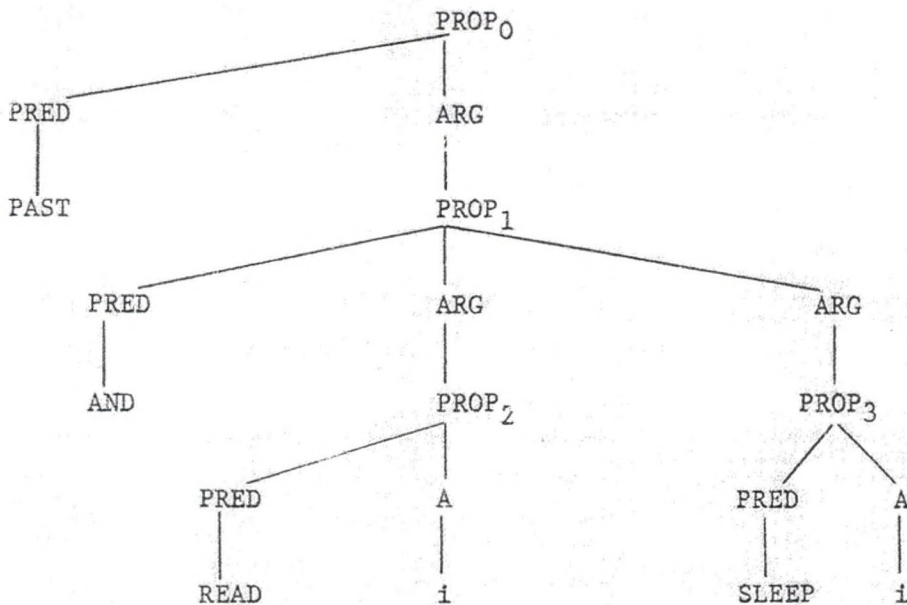 PROP0
PRED ARG
PAST PROP1
PRED ARG ARG
AND PROP2 PROP3
PRED A PRED A
READ i SLEEP i